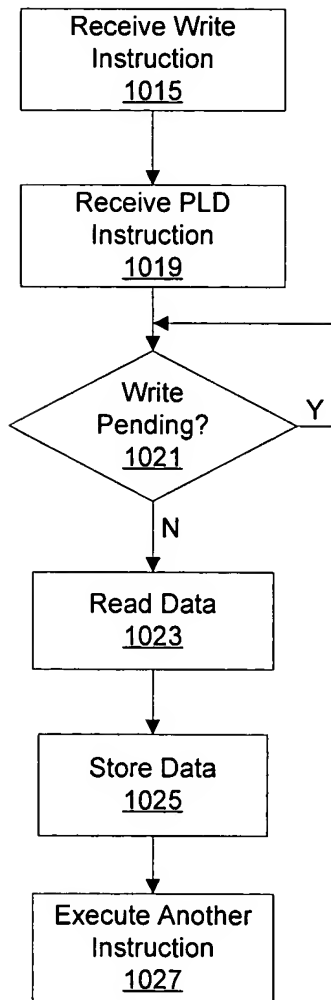 Receive Write
Instruction
1015
Receive PLD
Instruction
1019
Write
Pending?
1021
Y
N
Read Data
1023
Store Data
1025
Execute Another
Instruction
1027